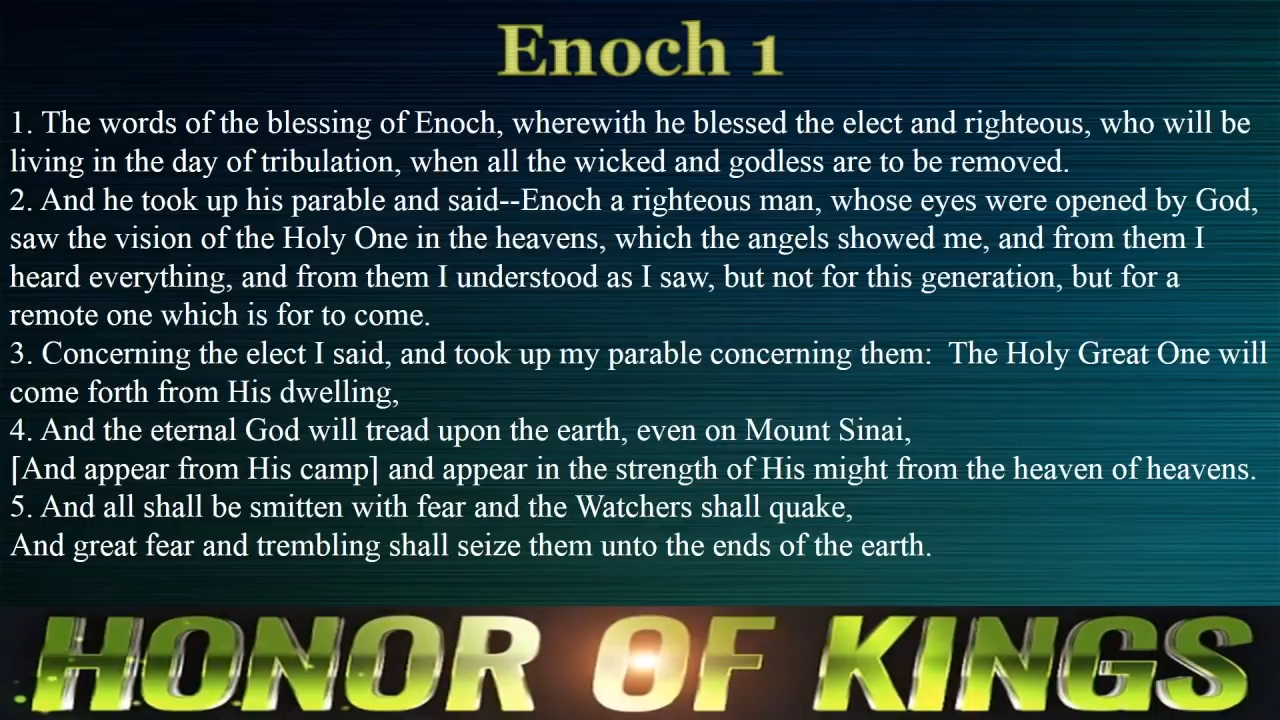 Enoch 1
1. The words of the blessing of Enoch, wherewith he blessed the elect and righteous, who will be
living in the day of tribulation, when all the wicked and godless are to be removed.
2. And he took up his parable and said--Enoch a righteous man, whose eyes were opened by God,
saw the vision of the Holy One in the heavens, which the angels showed me, and from them I
heard everything, and from them I understood as I saw, but not for this generation, but for a
remote one which is for to come.
3. Concerning the elect I said, and took up my parable concerning them:  The Holy Great One will
come forth from His dwelling,
4. And the eternal God will tread upon the earth, even on Mount Sinai,
⌈And appear from His camp⌉ and appear in the strength of His might from the heaven of heavens.
5. And all shall be smitten with fear and the Watchers shall quake,
And great fear and trembling shall seize them unto the ends of the earth.
HONOR OF KINGS